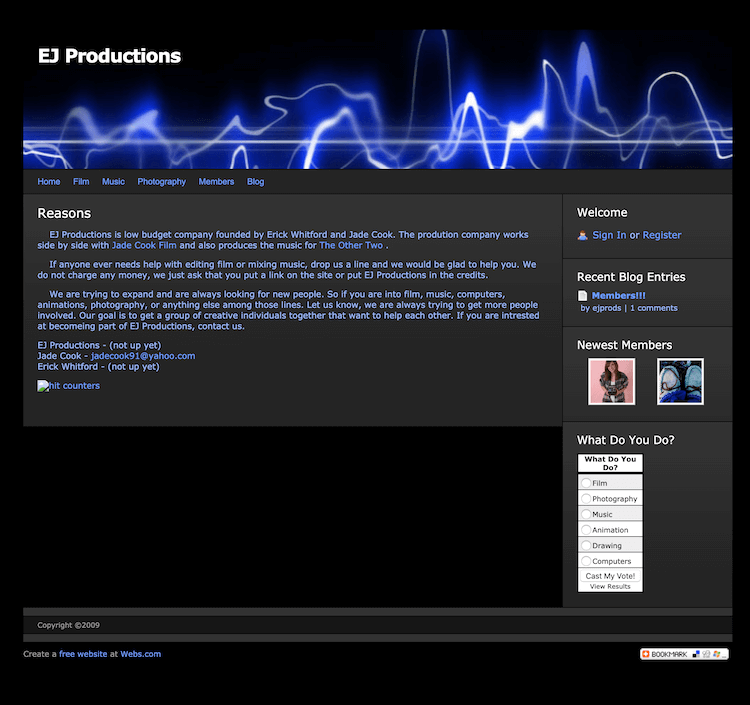 EJ Productions
Home Film Music Photography Members Blog
Reasons
EJ Productions is low budget company founded by Erick Whitford and Jade Cook. The prodution company works
side by side with Jade Cook Film and also produces the music for The Other Two .
If anyone ever needs help with editing film or mixing music, drop us a line and we would be glad to help you. We
do not charge any money, we just ask that you put a link on the site or put EJ Productions in the credits.
We are trying to expand and are always looking for new people. So if you are into film, music, computers,
animations, photography, or anything else among those lines. Let us know, we are always trying to get more people
involved. Our goal is to get a group of creative individuals together that want to help each other. If you are intrested
at becomeing part of EJ Productions, contact us.
EJ Productions - (not up yet)
Jade Cook - jadecook91@yahoo.com
Erick Whitford - (not up yet)
hit counters
Welcome
Sign In or Register
Recent Blog Entries
Members!!!
by ejprods | 1 comments
Newest Members
What Do You Do?
What Do You
Do?
Film
Photography
Music
Animation
Drawing
Computers
Cast My Vote!
View Results
Copyright ©2009
Create a free website at Webs.com
BOOKMARK